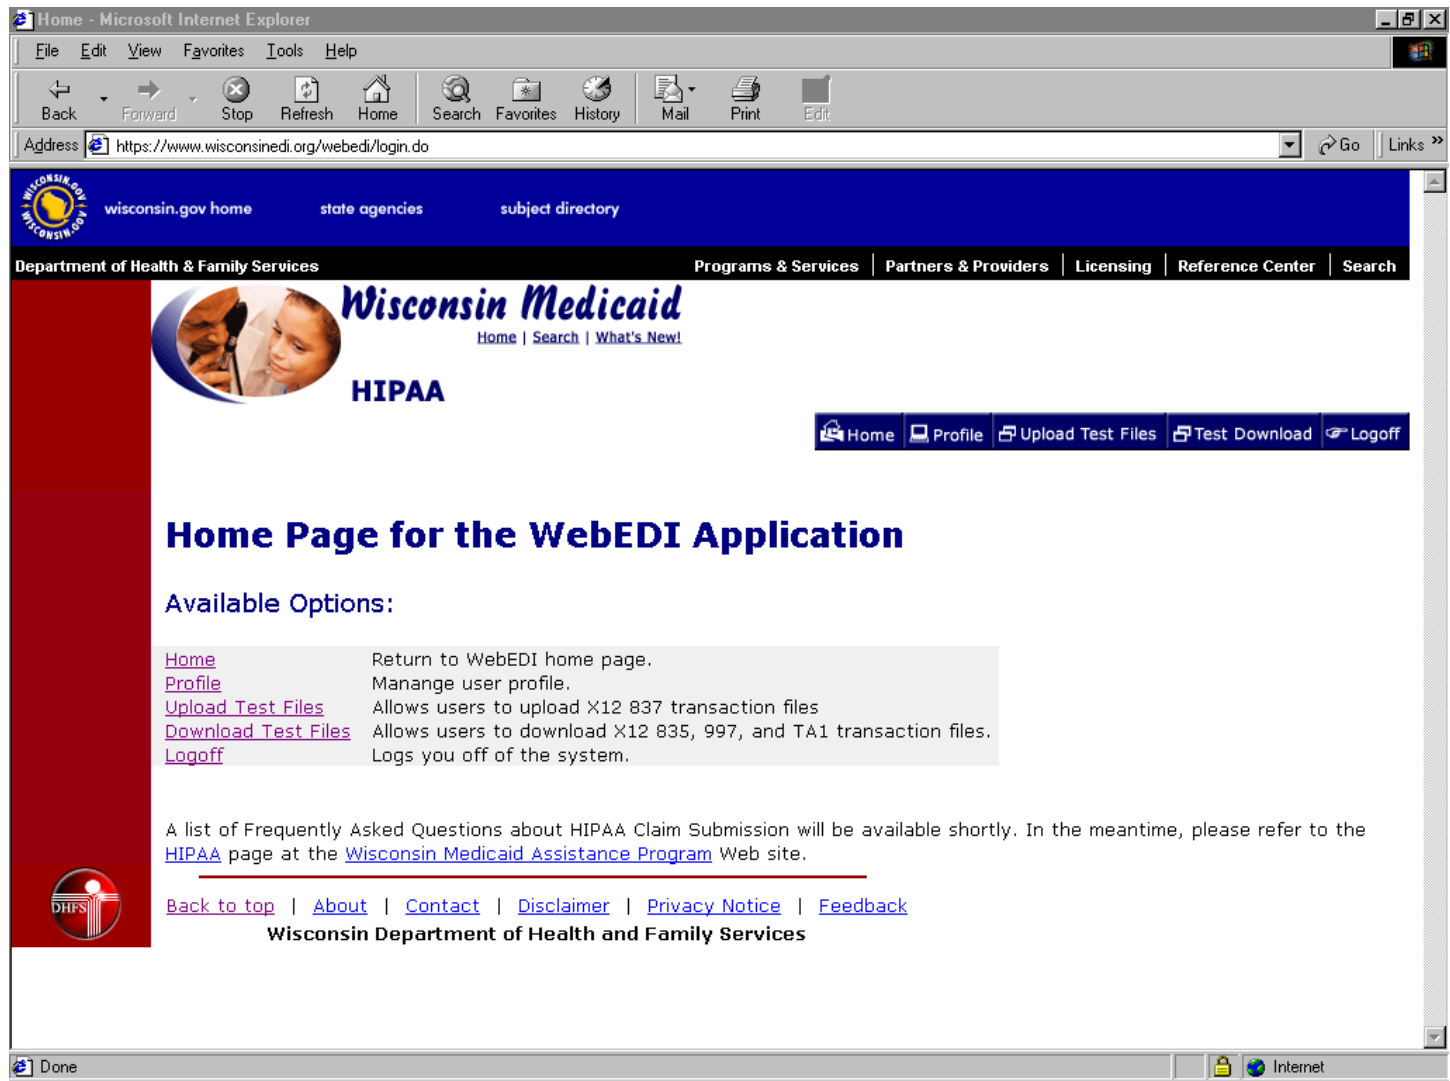 Home - Microsoft Internet Explorer
File Edit View Favorites Tools Help
Back Forward Stop Refresh Home Search Favorites History Mail Print Edit
Address https://www.wisconsinedi.org/webedi/login.do Go Links »
WISCONSIN.GOV WISCONSIN.GOV
wisconsin.gov home state agencies subject directory
Department of Health & Family Services Programs & Services | Partners & Providers | Licensing | Reference Center | Search
Wisconsin Medicaid
Home | Search | What's New!
HIPAA
Home Profile Upload Test Files Test Download Logoff
Home Page for the WebEDI Application
Available Options:
Home Return to WebEDI home page.
Profile Manange user profile.
Upload Test Files Allows users to upload X12 837 transaction files
Download Test Files Allows users to download X12 835, 997, and TA1 transaction files.
Logoff Logs you off of the system.
A list of Frequently Asked Questions about HIPAA Claim Submission will be available shortly. In the meantime, please refer to the
HIPAA page at the Wisconsin Medicaid Assistance Program Web site.
DHFS
Back to top | About | Contact | Disclaimer | Privacy Notice | Feedback
Wisconsin Department of Health and Family Services
Done Internet